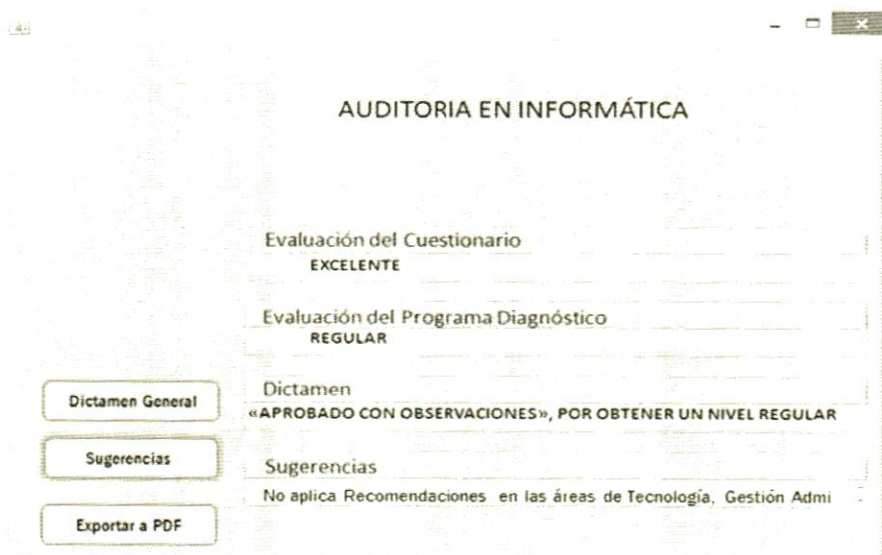 AUDITORIA EN INFORMÁTICA
Evaluación del Cuestionario
EXCELENTE
Evaluación del Programa Diagnóstico
REGULAR
Dictamen General
Dictamen
«APROBADO CON OBSERVACIONES», POR OBTENER UN NIVEL REGULAR
Sugerencias
Sugerencias
No aplica Recomendaciones en las áreas de Tecnología, Gestión Admi
Exportar a PDF